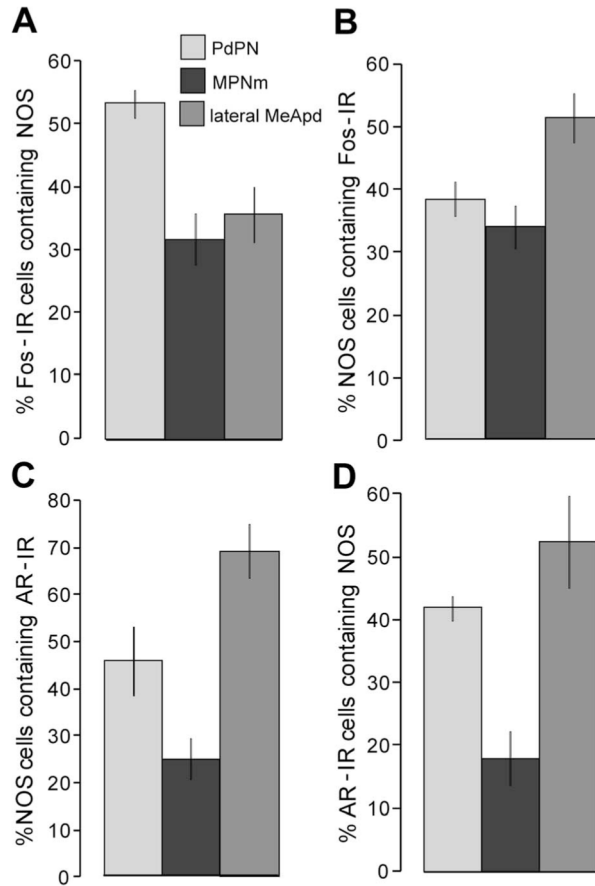 A
PdPN
MPNm
lateral MeApd
% Fos-IR cells containing NOS
60
50
40
30
20
10
0
B
% NOS cells containing Fos-IR
60
50
40
30
20
10
0
C
%NOS cells containing AR-IR
80
70
60
50
40
30
20
10
0
D
% AR-IR cells containing NOS
60
50
40
30
20
10
0